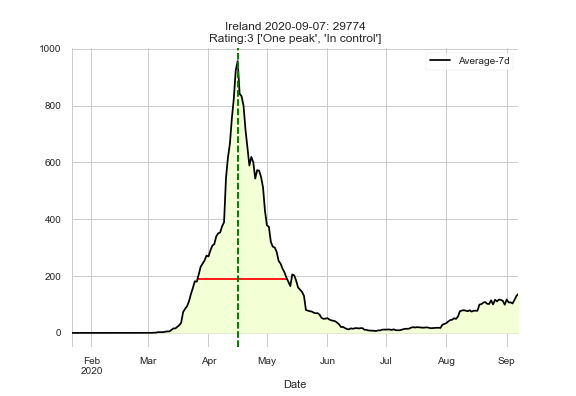 Ireland 2020-09-07: 29774
Rating:3 ['One peak', 'In control']
1000
Average-7d
800
600
400
200
0
Feb Mar Apr May Jun Jul Aug Sep
2020
Date